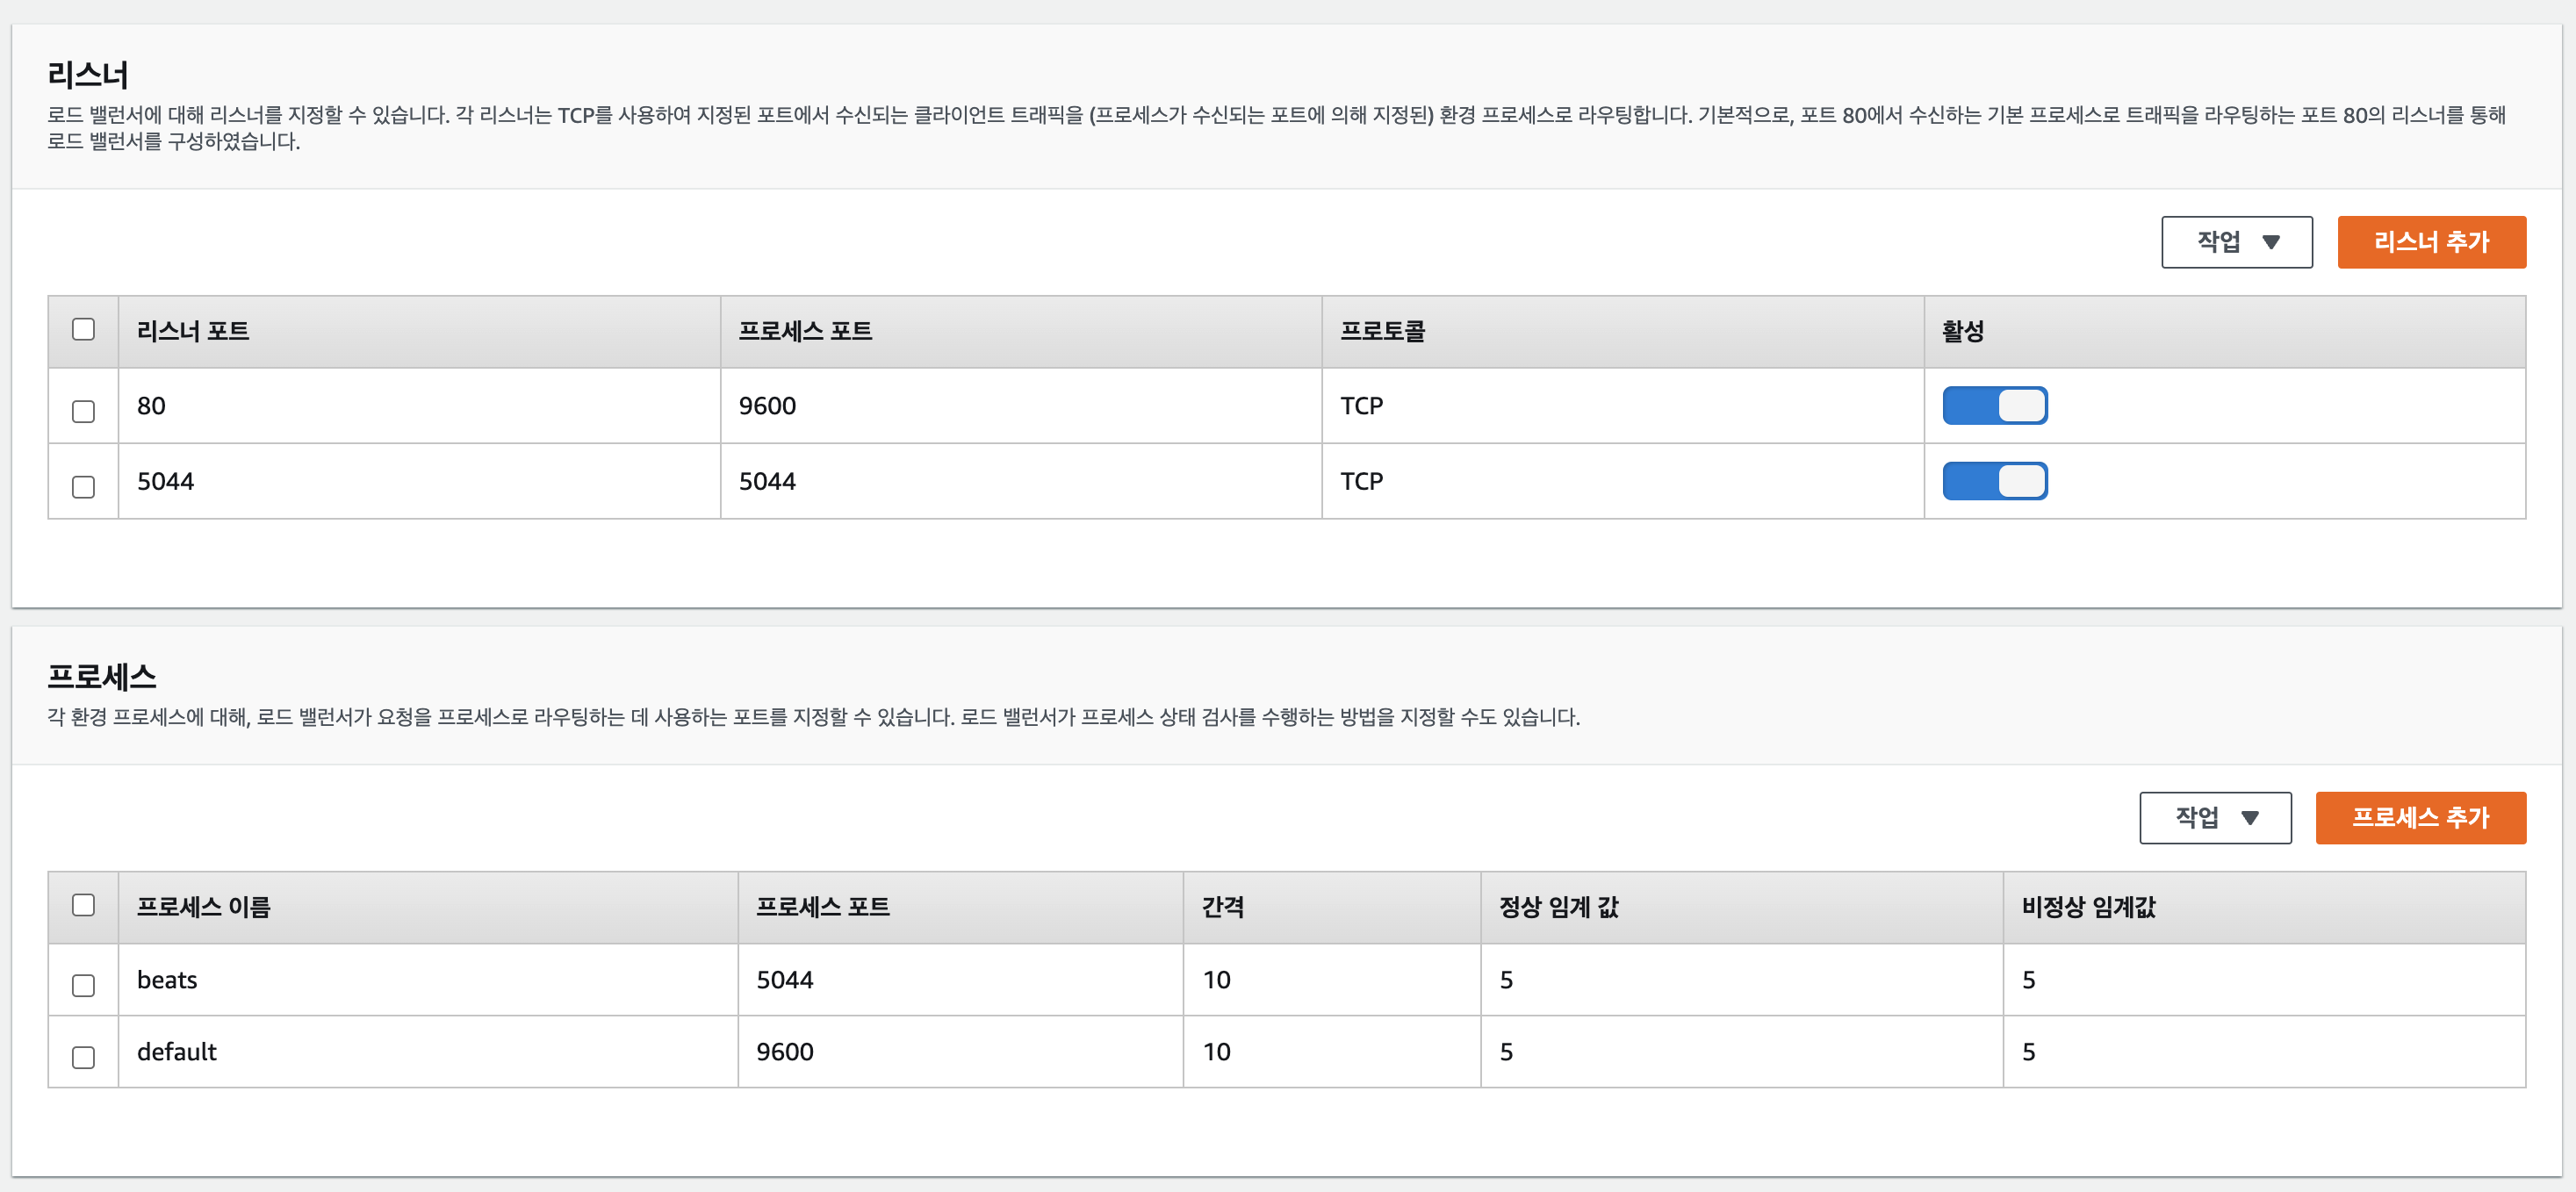 리스너
로드 밸런서에 대해 리스너를 지정할 수 있습니다. 각 리스너는 TCP를 사용하여 지정된 포트에서 수신되는 클라이언트 트래픽을 (프로세스가 수신되는 포트에 의해 지정된) 환경 프로세스로 라우팅합니다. 기본적으로, 포트 80에서 수신하는 기본 프로세스로 트래픽을 라우팅하는 포트 80의 리스너를 통해
로드 밸런서를 구성하였습니다.
작업 ▼ 리스너 추가
리스너 포트 프로세스 포트 프로토콜 활성
80 9600 TCP
5044 5044 TCP
프로세스
각 환경 프로세스에 대해, 로드 밸런서가 요청을 프로세스로 라우팅하는 데 사용하는 포트를 지정할 수 있습니다. 로드 밸런서가 프로세스 상태 검사를 수행하는 방법을 지정할 수도 있습니다.
작업 ▼ 프로세스 추가
프로세스 이름 프로세스 포트 간격 정상 임계 값 비정상 임계값
beats 5044 10 5 5
default 9600 10 5 5